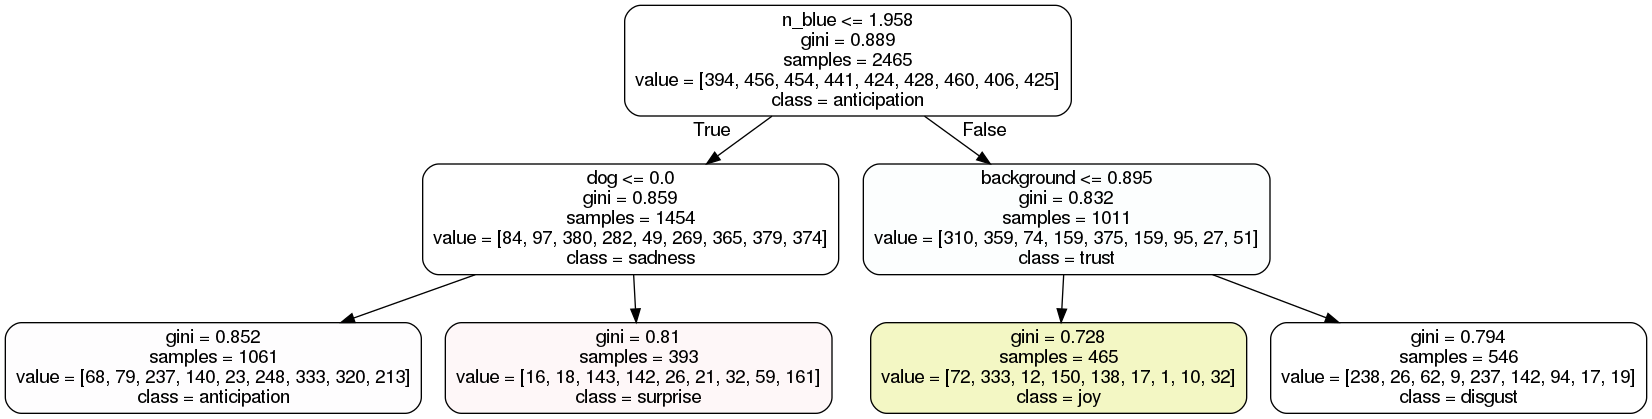 n_blue <= 1.958
gini = 0.889
samples = 2465
value = [394, 456, 454, 441, 424, 428, 460, 406, 425]
class = anticipation
True
False
dog <= 0.0
gini = 0.859
samples = 1454
value = [84, 97, 380, 282, 49, 269, 365, 379, 374]
class = sadness
background <= 0.895
gini = 0.832
samples = 1011
value = [310, 359, 74, 159, 375, 159, 95, 27, 51]
class = trust
gini = 0.852
samples = 1061
value = [68, 79, 237, 140, 23, 248, 333, 320, 213]
class = anticipation
gini = 0.81
samples = 393
value = [16, 18, 143, 142, 26, 21, 32, 59, 161]
class = surprise
gini = 0.728
samples = 465
value = [72, 333, 12, 150, 138, 17, 1, 10, 32]
class = joy
gini = 0.794
samples = 546
value = [238, 26, 62, 9, 237, 142, 94, 17, 19]
class = disgust